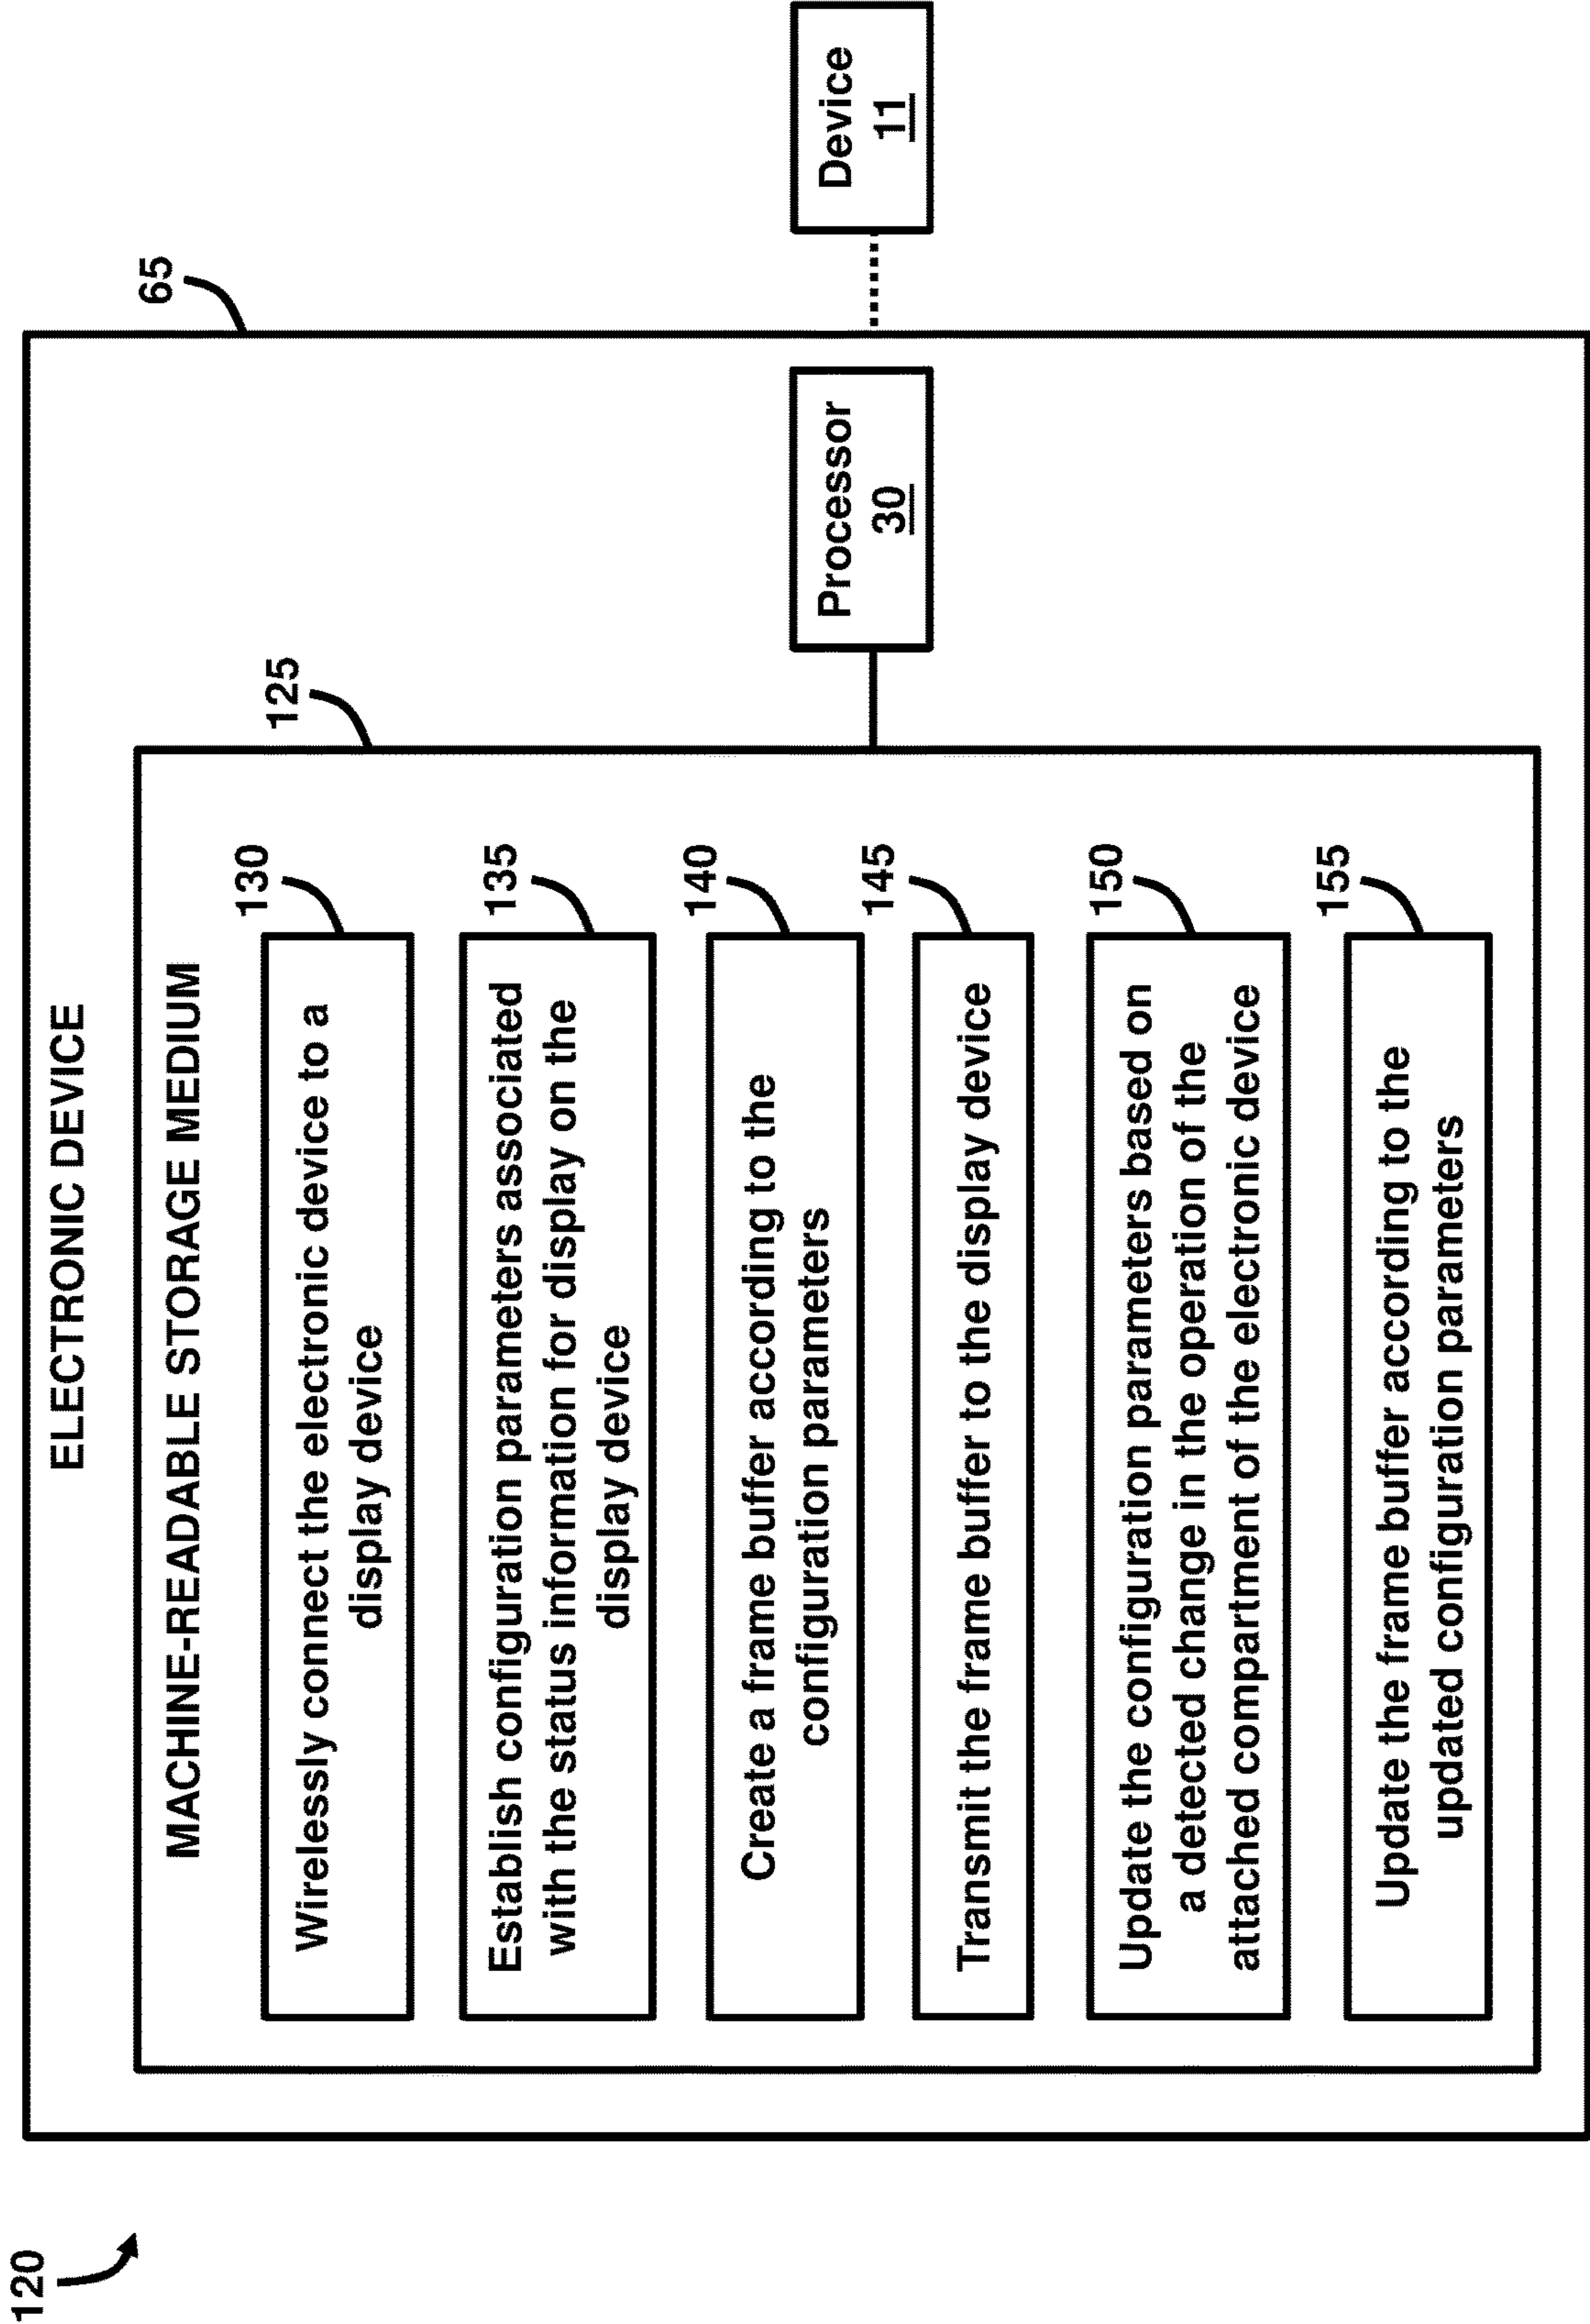 120
ELECTRONIC DEVICE
65
MACHINE-READABLE STORAGE MEDIUM
125
130
Wirelessly connect the electronic device to a
display device
135
Establish configuration parameters associated
with the status information for display on the
display device
140
Create a frame buffer according to the
configuration parameters
145
Transmit the frame buffer to the display device
150
Update the configuration parameters based on
a detected change in the operation of the
attached compartment of the electronic device
155
Update the frame buffer according to the
updated configuration parameters
Processor
30
Device
11